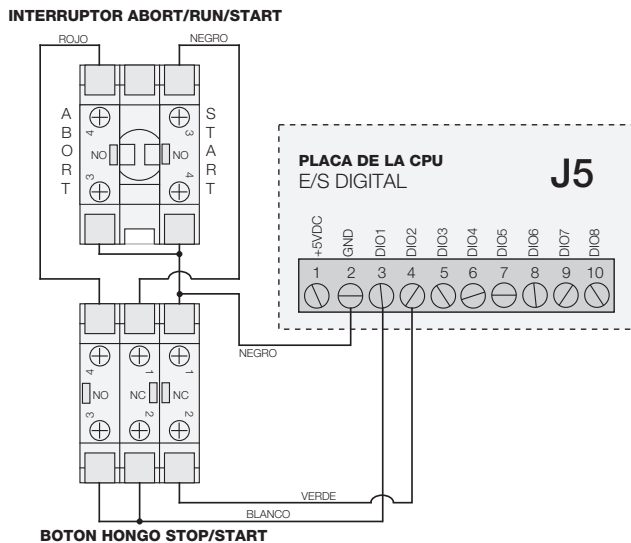 INTERRUPTOR ABORT/RUN/START
ROJO
NEGRO
ABORT
START
4
3
NO
NO
3
4
PLACA DE LA CPU
E/S DIGITAL
J5
+5VDC GND DIO1 DIO2 DIO3 DIO4 DIO5 DIO6 DIO7 DIO8
1 2 3 4 5 6 7 8 9 10
NEGRO
4 1 1
NO NC NC
3 2 2
VERDE
BLANCO
BOTON HONGO STOP/START